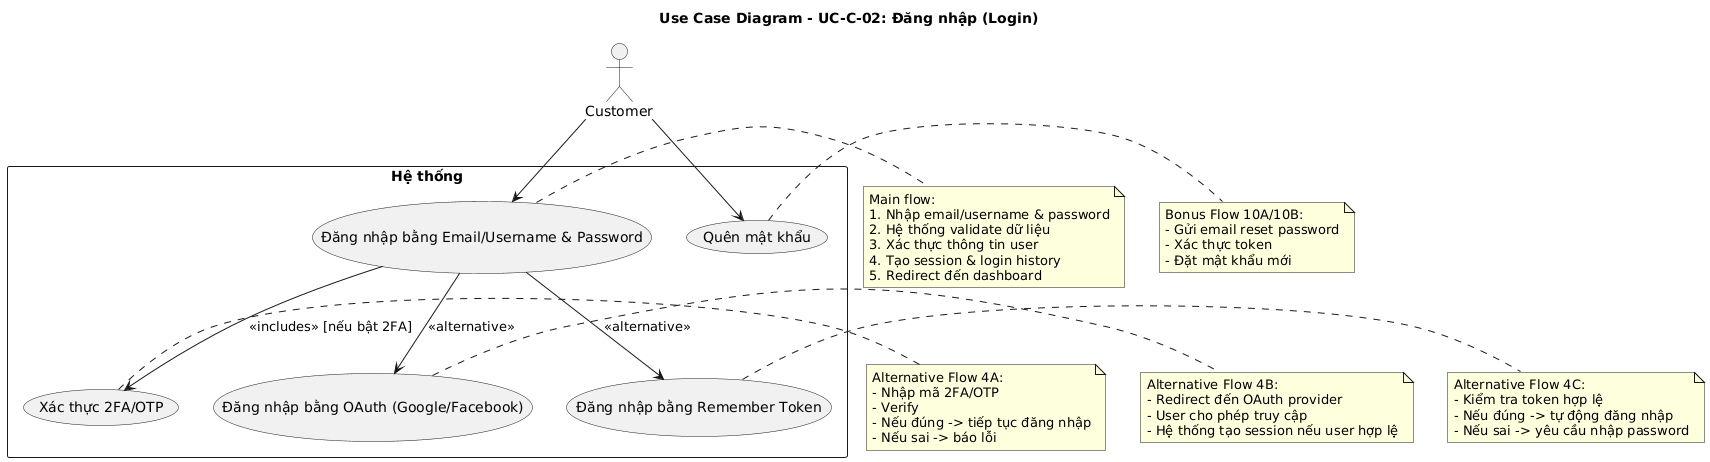 Use Case Diagram - UC-C-02: Đăng nhập (Login)
Customer
Hệ thống
Đăng nhập bằng Email/Username & Password
Quên mật khẩu
Main flow:
1. Nhập email/username & password
2. Hệ thống validate dữ liệu
3. Xác thực thông tin user
4. Tạo session & login history
5. Redirect đến dashboard
Bonus Flow 10A/10B:
- Gửi email reset password
- Xác thực token
- Đặt mật khẩu mới
«includes» [nếu bật 2FA]
«alternative»
«alternative»
Xác thực 2FA/OTP
Đăng nhập bằng OAuth (Google/Facebook)
Đăng nhập bằng Remember Token
Alternative Flow 4A:
- Nhập mã 2FA/OTP
- Verify
- Nếu đúng -> tiếp tục đăng nhập
- Nếu sai -> báo lỗi
Alternative Flow 4B:
- Redirect đến OAuth provider
- User cho phép truy cập
- Hệ thống tạo session nếu user hợp lệ
Alternative Flow 4C:
- Kiểm tra token hợp lệ
- Nếu đúng -> tự động đăng nhập
- Nếu sai -> yêu cầu nhập password